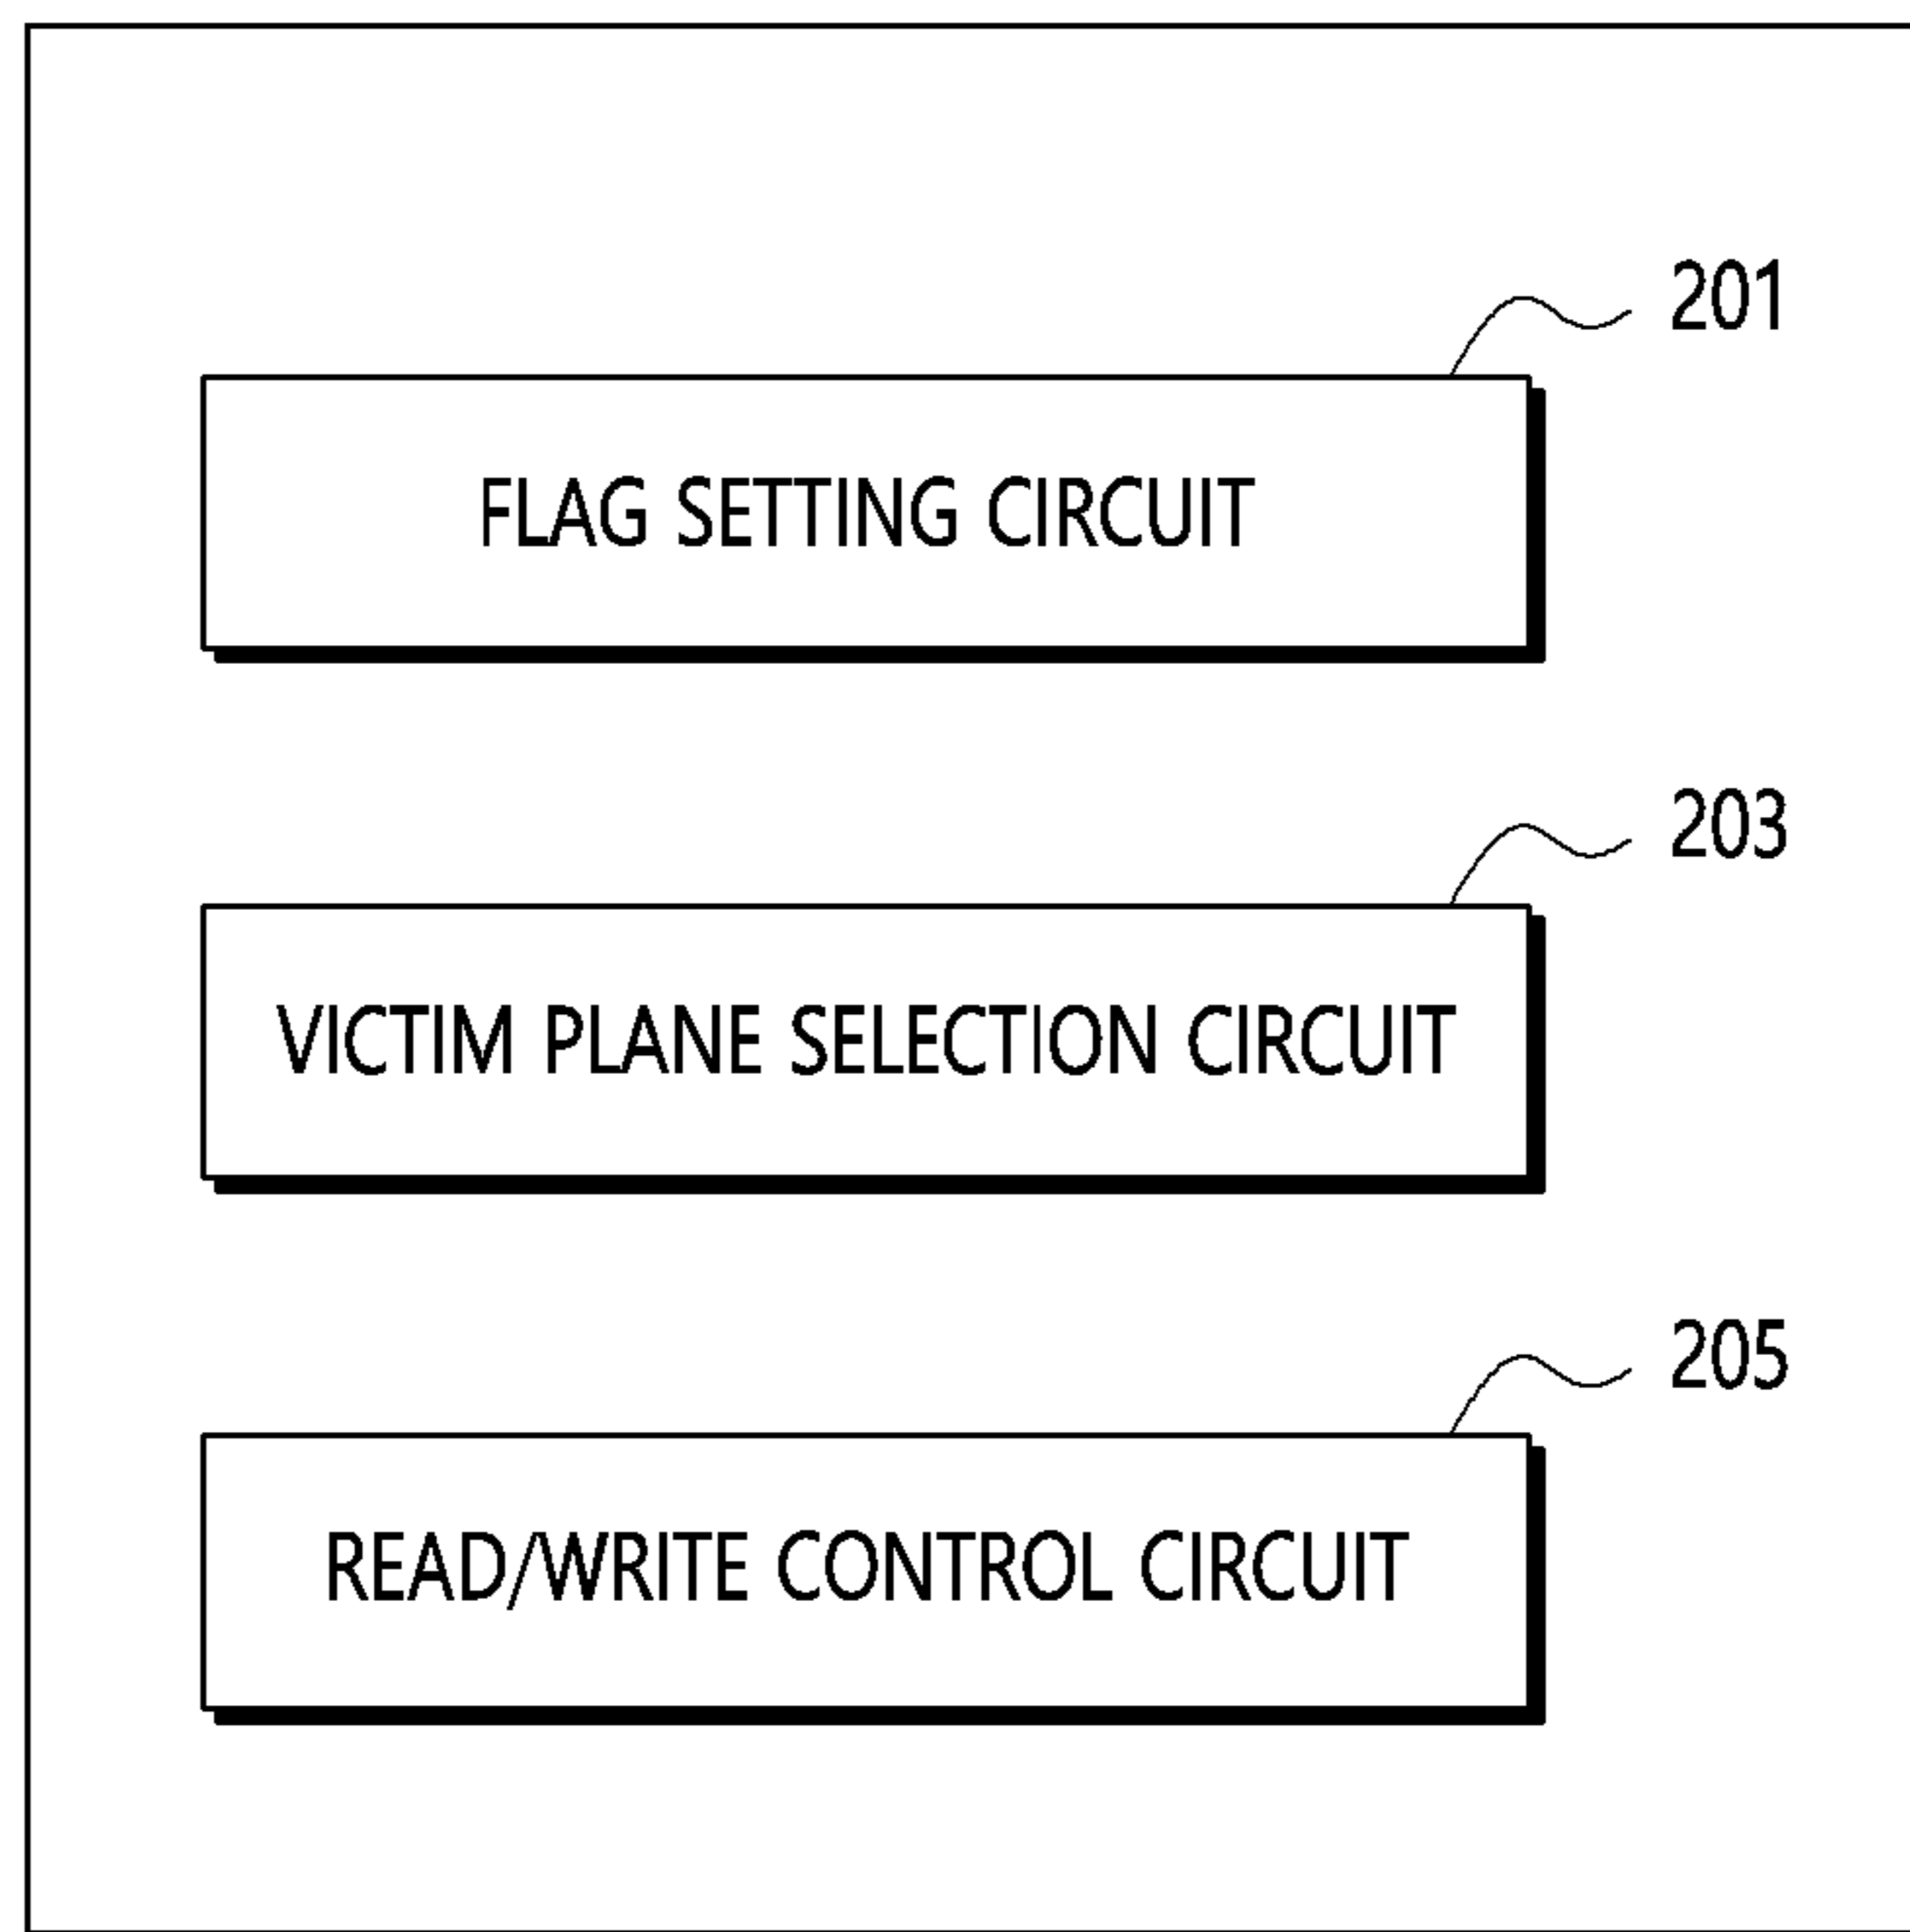 201
FLAG SETTING CIRCUIT
203
VICTIM PLANE SELECTION CIRCUIT
205
READ/WRITE CONTROL CIRCUIT